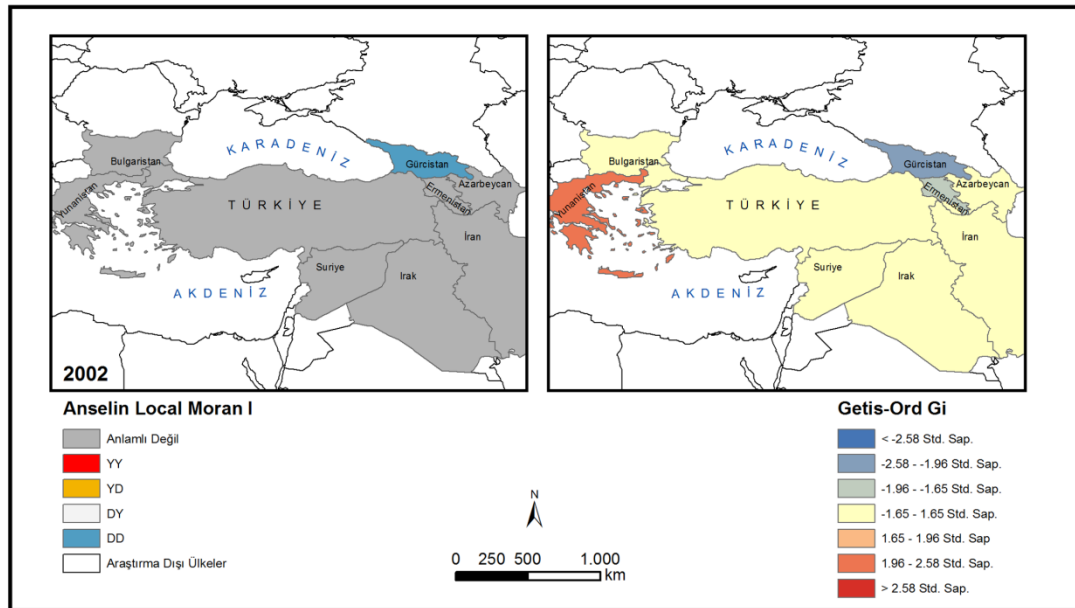 KARADENİZ
Bulgaristan
Gürcistan
Azarbeycan
Ermenistan
Yunanistan
TÜRKİYE
İran
Suriye
Irak
AKDENİZ
2002
KARADENİZ
Bulgaristan
Gürcistan
Azarbeycan
Ermenistan
Yunanistan
TÜRKİYE
İran
Suriye
Irak
AKDENİZ
Anselin Local Moran I
Anlamlı Değil
YY
YD
DY
DD
Araştırma Dışı Ülkeler
N
0 250 500 1.000
km
Getis-Ord Gi
< -2.58 Std. Sap.
-2.58 - -1.96 Std. Sap.
-1.96 - -1.65 Std. Sap.
-1.65 - 1.65 Std. Sap.
1.65 - 1.96 Std. Sap.
1.96 - 2.58 Std. Sap.
> 2.58 Std. Sap.